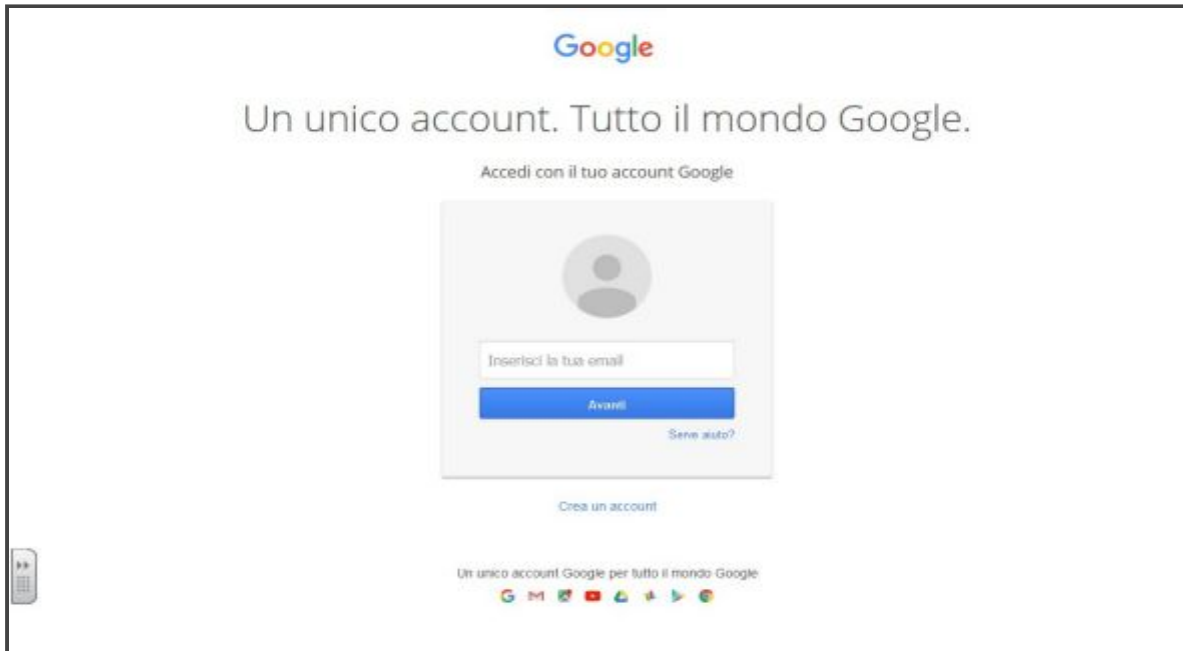 Google
Un unico account. Tutto il mondo Google.
Accedi con il tuo account Google
Inserisci la tua email
Avanti
Serve aiuto?
Crea un account
Un unico account Google per tutto il mondo Google